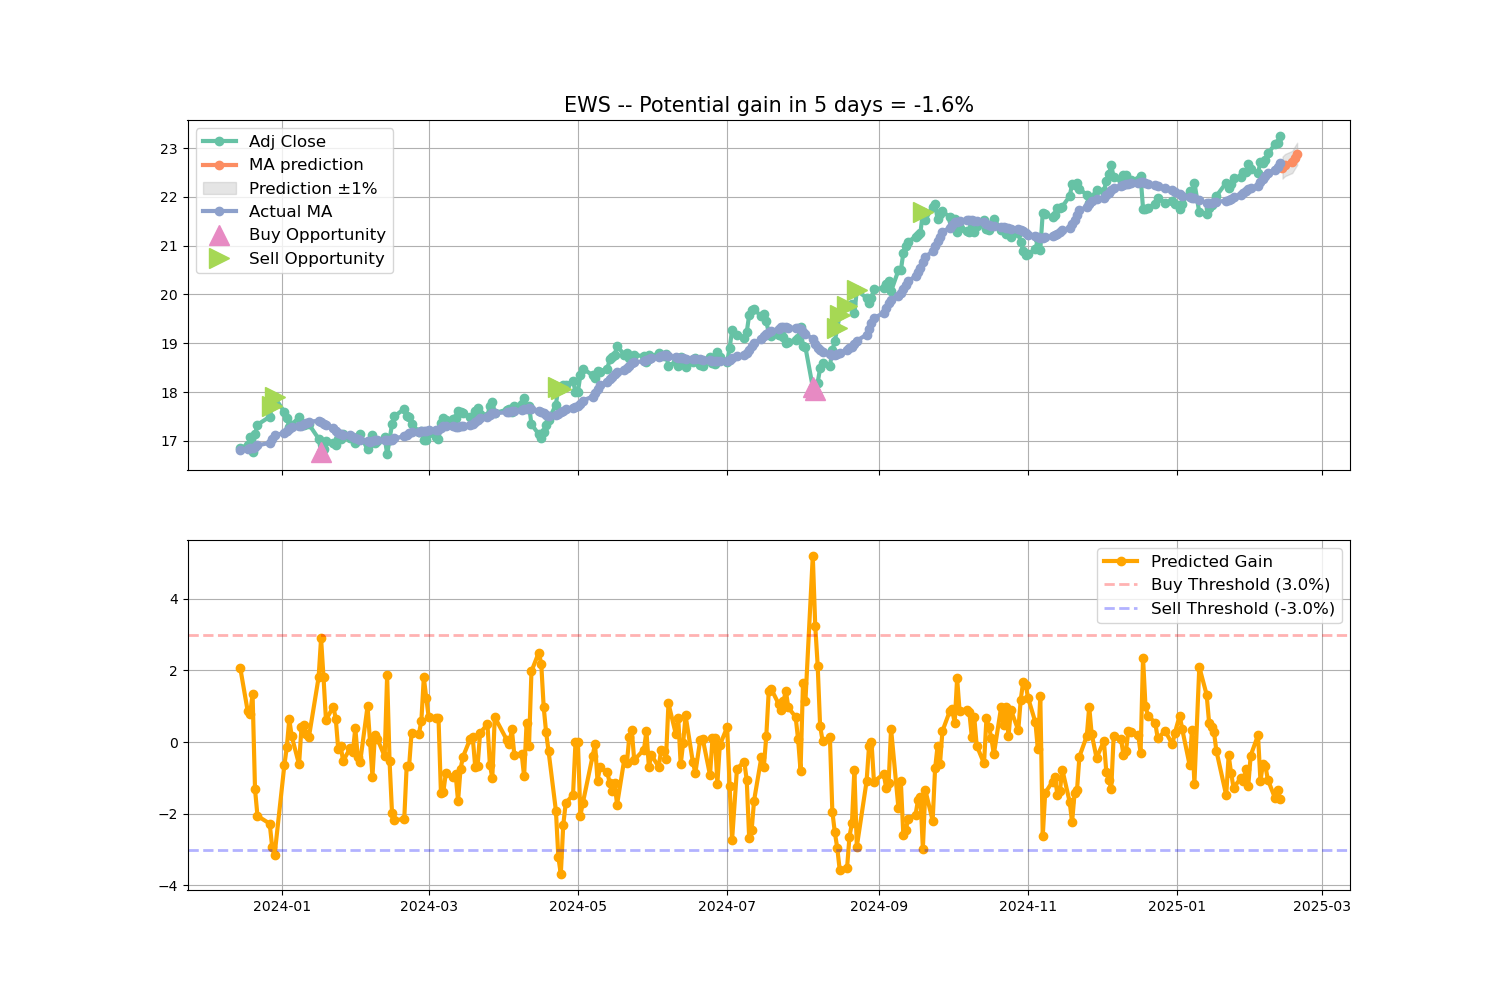 EWS -- Potential gain in 5 days = -1.6%
Adj Close
MA prediction
Prediction ±1%
Actual MA
Buy Opportunity
Sell Opportunity
23
22
21
20
19
18
17
Predicted Gain
Buy Threshold (3.0%)
Sell Threshold (-3.0%)
4
2
0
−2
−4
2024-01
2024-03
2024-05
2024-07
2024-09
2024-11
2025-01
2025-03